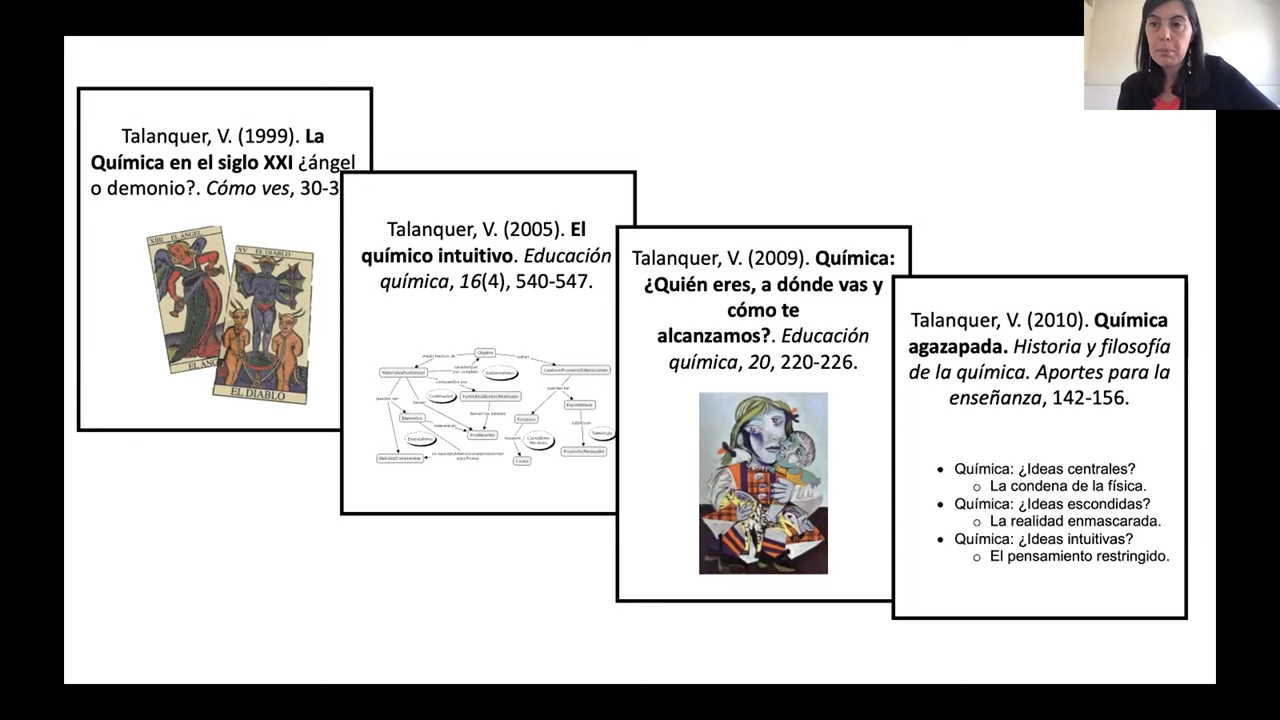 Talanquer, V. (1999). La
Química en el siglo XXI ¿ángel
o demonio?. Cómo ves, 30-3
XIIII EL ÁNGEL
XV EL DIABLO
EL DIABLO
Talanquer, V. (2005). El
químico intuitivo. Educación
química, 16(4), 540-547.
Objetos
Talanquer, V. (2009). Química:
¿Quién eres, a dónde vas y
cómo te
alcanzamos?. Educación
química, 20, 220-226.
Talanquer, V. (2010). Química
agazapada. Historia y filosofía
de la química. Aportes para la
enseñanza, 142-156.
• Química: ¿Ideas centrales?
o La condena de la física.
• Química: ¿Ideas escondidas?
o La realidad enmascarada.
• Química: ¿Ideas intuitivas?
o El pensamiento restringido.